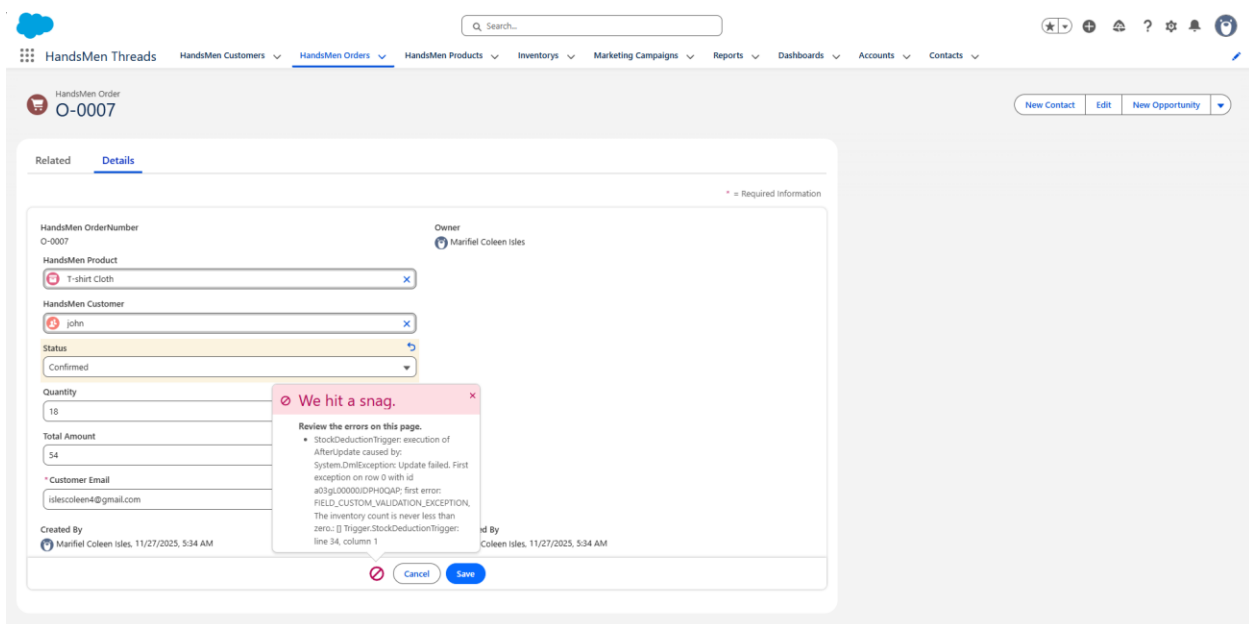 Search...
HandsMen Threads HandsMen Customers HandsMen Orders HandsMen Products Inventorys Marketing Campaigns Reports Dashboards Accounts Contacts
HandsMen Order
O-0007
New Contact Edit New Opportunity
Related Details
* = Required Information
HandsMen OrderNumber
O-0007
Owner
Marifiel Coleen Isles
HandsMen Product
T-shirt Cloth
HandsMen Customer
john
Status
Confirmed
Quantity
18
Total Amount
54
*Customer Email
islescoleen4@gmail.com
Created By
Marifiel Coleen Isles, 11/27/2025, 5:34 AM
d By
Coleen Isles, 11/27/2025, 5:34 AM
We hit a snag.
Review the errors on this page.
• StockDeductionTrigger: execution of
AfterUpdate caused by:
System.DmlException: Update failed. First
exception on row 0 with id
a03gL00000JDPH0QAP; first error:
FIELD_CUSTOM_VALIDATION_EXCEPTION,
The inventory count is never less than
zero.: [] Trigger.StockDeductionTrigger:
line 34, column 1
Cancel Save